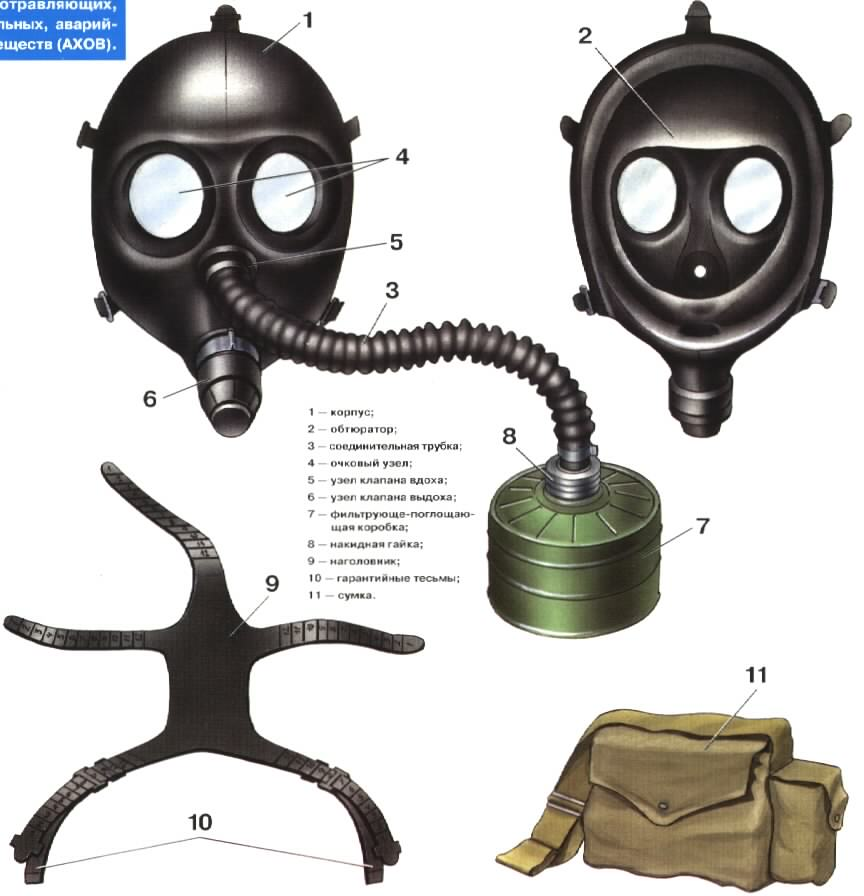 отравляющих,
льных, аварий-
еществ (АХОВ).
1
2
4
5
3
6
8
7
9
10
11
1 — корпус;
2 — обтюратор;
3 — соединительная трубка;
4 — очковый узел;
5 — узел клапана вдоха;
6 — узел клапана выдоха;
7 — фильтрующе-поглощаю-
щая коробка;
8 — накидная гайка;
9 — наголовник;
10 — гарантийные тесьмы;
11 — сумка.